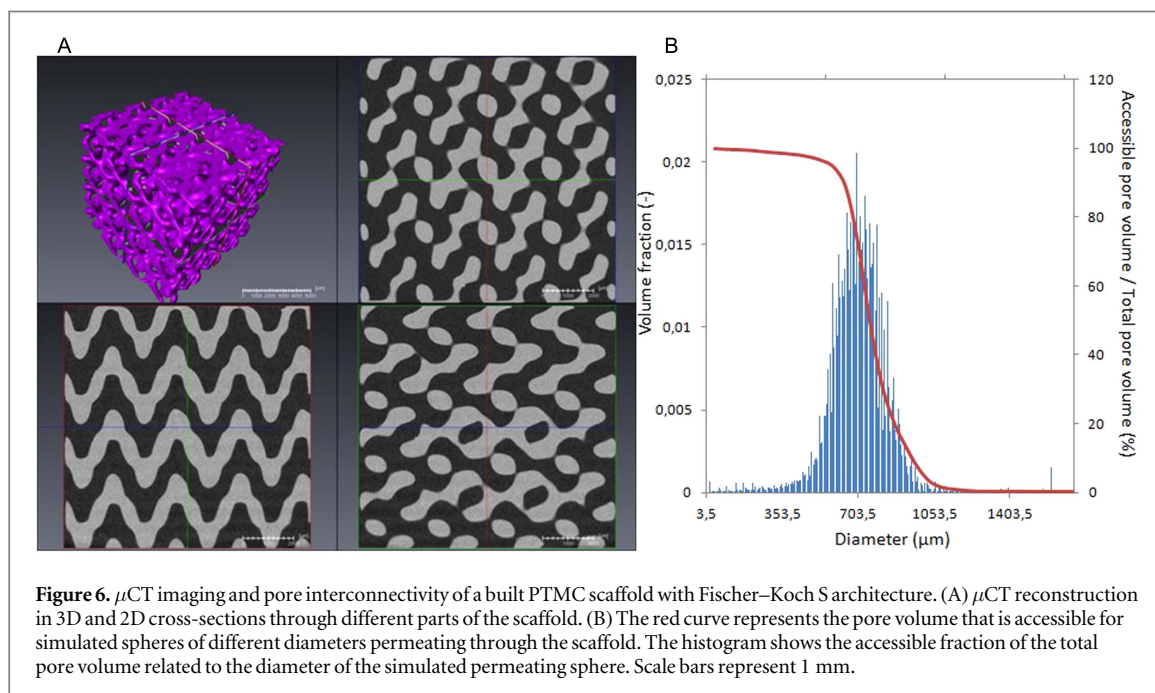 A
B
0,025
0,02
0,015
0,01
0,005
0
Volume fraction (-)
120
100
80
60
40
20
0
Accessible pore volume / Total pore volume
(%)
3,5
353,5
703,5
1053,5
1403,5
Diameter (µm)
Figure 6. μCT imaging and pore interconnectivity of a built PTMC scaffold with Fischer–Koch S architecture. (A) μCT reconstruction
in 3D and 2D cross-sections through different parts of the scaffold. (B) The red curve represents the pore volume that is accessible for
simulated spheres of different diameters permeating through the scaffold. The histogram shows the accessible fraction of the total
pore volume related to the diameter of the simulated permeating sphere. Scale bars represent 1 mm.